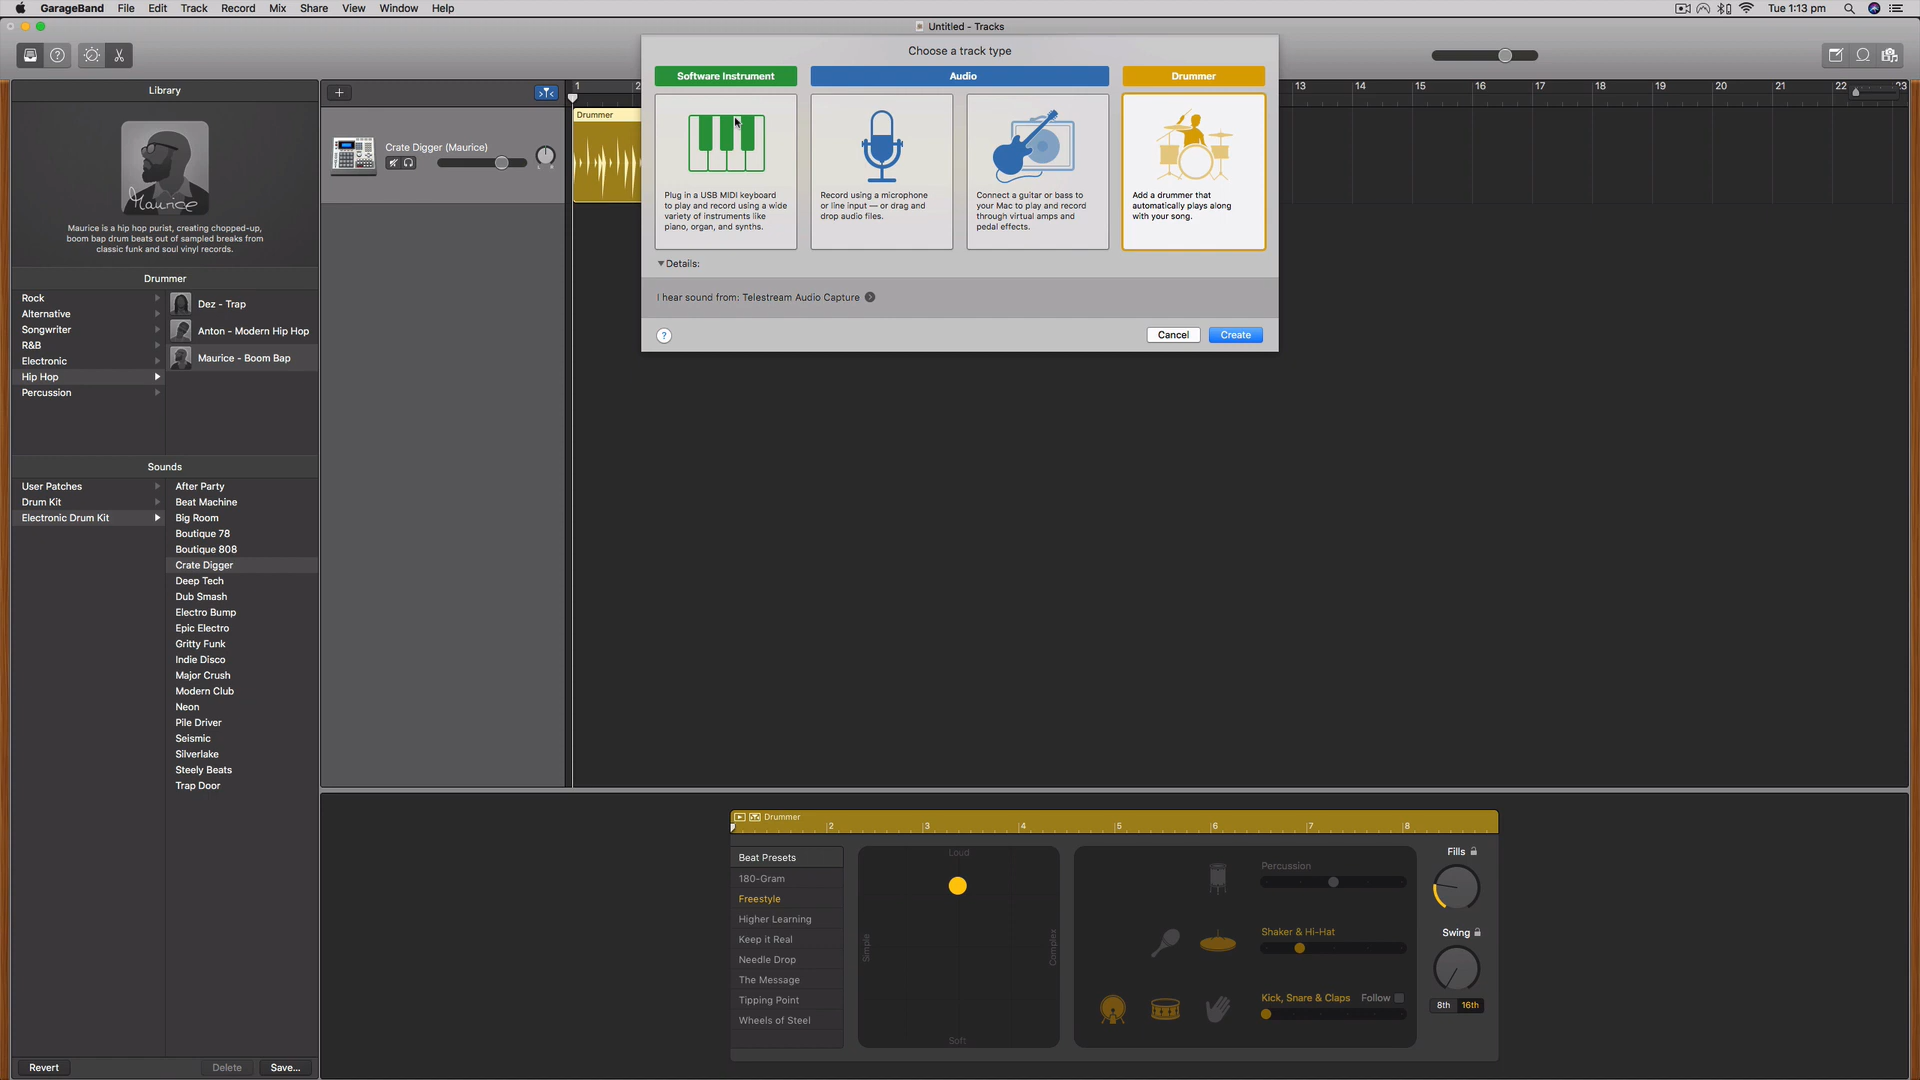 GarageBand File Edit Track Record Mix Share View Window Help
Tue 1:13 pm
Untitled - Tracks
Choose a track type
Software Instrument
Audio
Drummer
Plug in a USB MIDI keyboard
to play and record using a wide
variety of instruments like
piano, organ, and synths.
Record using a microphone
or line input — or drag and
drop audio files.
Connect a guitar or bass to
your Mac to play and record
through virtual amps and
pedal effects.
Add a drummer that
automatically plays along
with your song.
Details:
I hear sound from: Telestream Audio Capture
?
Cancel
Create
Library
Maurice
Maurice is a hip hop purist, creating chopped-up,
boom bap drum beats out of sampled breaks from
classic funk and soul vinyl records.
Drummer
Rock
Alternative
Songwriter
R&B
Electronic
Hip Hop
Percussion
Dez - Trap
Anton - Modern Hip Hop
Maurice - Boom Bap
Sounds
User Patches
Drum Kit
Electronic Drum Kit
After Party
Beat Machine
Big Room
Boutique 78
Boutique 808
Crate Digger
Deep Tech
Dub Smash
Electro Bump
Epic Electro
Gritty Funk
Indie Disco
Major Crush
Modern Club
Neon
Pile Driver
Seismic
Silverlake
Steely Beats
Trap Door
Revert
Delete
Save...
Crate Digger (Maurice)
L R
1 2 13 14 15 16 17 18 19 20 21 22 23
Drummer
Drummer
2 3 4 5 6 7 8
Beat Presets
180-Gram
Freestyle
Higher Learning
Keep it Real
Needle Drop
The Message
Tipping Point
Wheels of Steel
Loud
Simple
Complex
Soft
Percussion
Shaker & Hi-Hat
Kick, Snare & Claps Follow
Fills
Swing
8th 16th